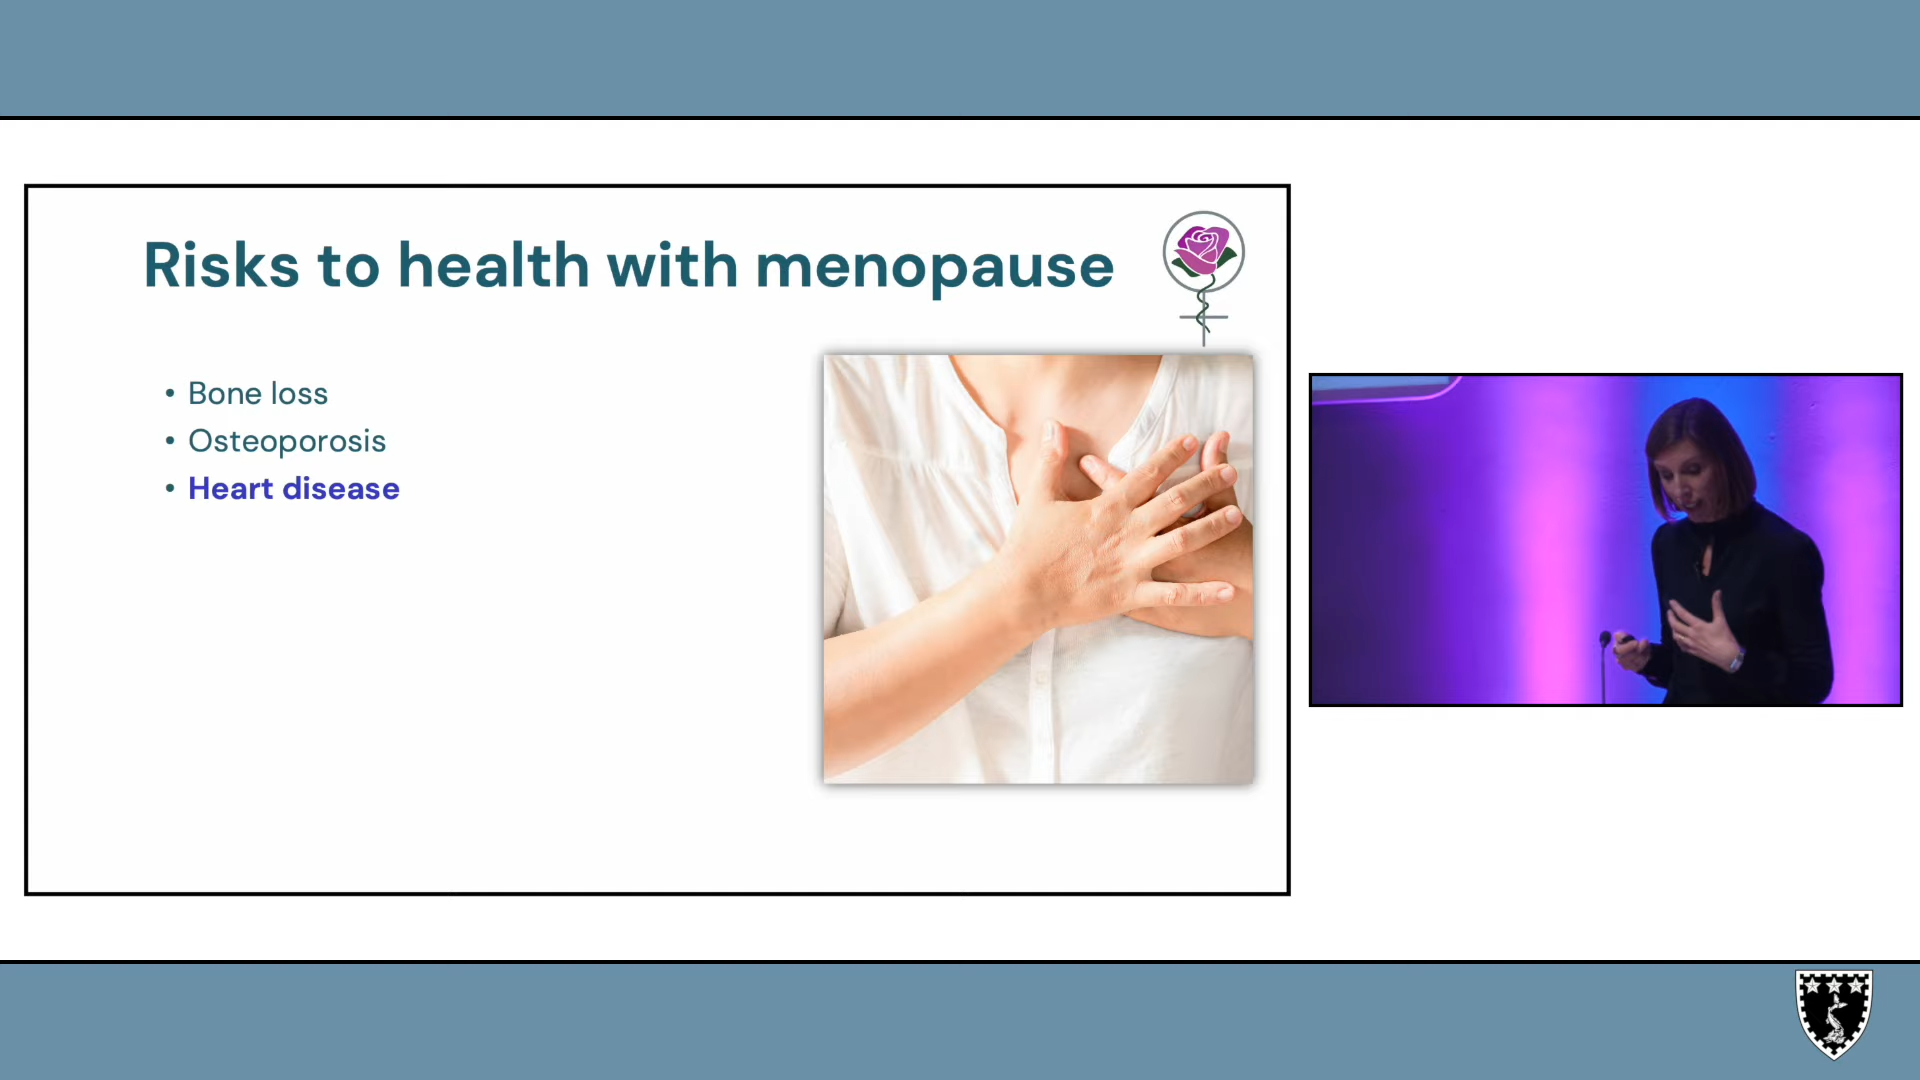 Risks to health with menopause
• Bone loss
• Osteoporosis
• Heart disease